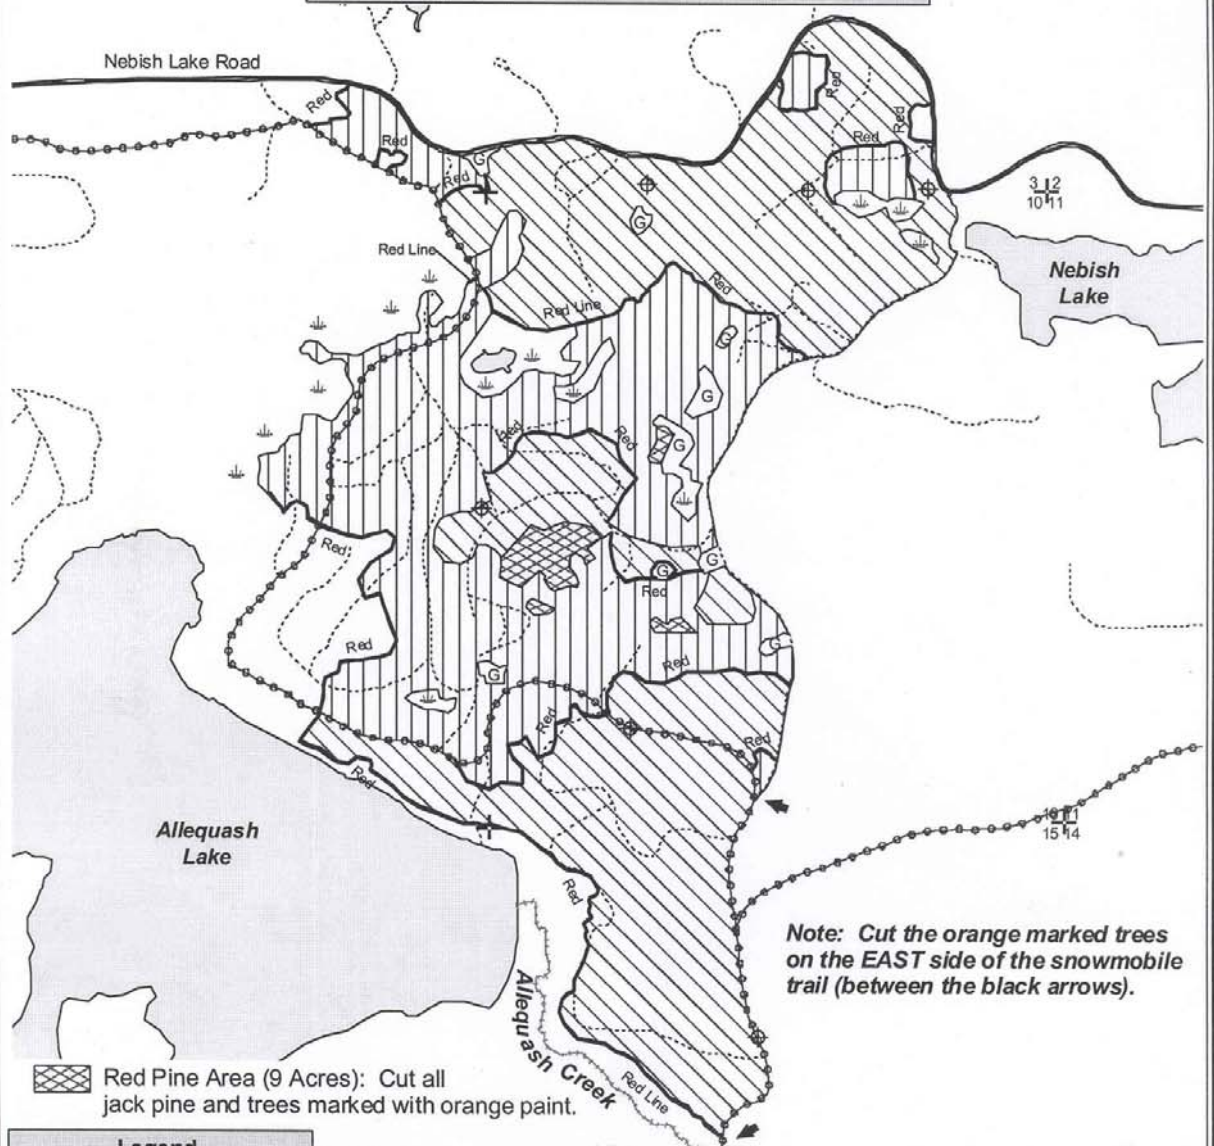 Nebish Lake Road
Red
Red
Red
Red
Red
Red
G
3 2
10 11
G
Red Line
Nebish
Lake
Red
Red Line
G
G
Red
Red
G
Red
G
G
Red
Red
G
Red
G
Red
Red
Red
Allequash
Lake
15 14
Red
Note: Cut the orange marked trees
on the EAST side of the snowmobile
trail (between the black arrows).
Allequash Creek
Red Line
Red Pine Area (9 Acres): Cut all
jack pine and trees marked with orange paint.